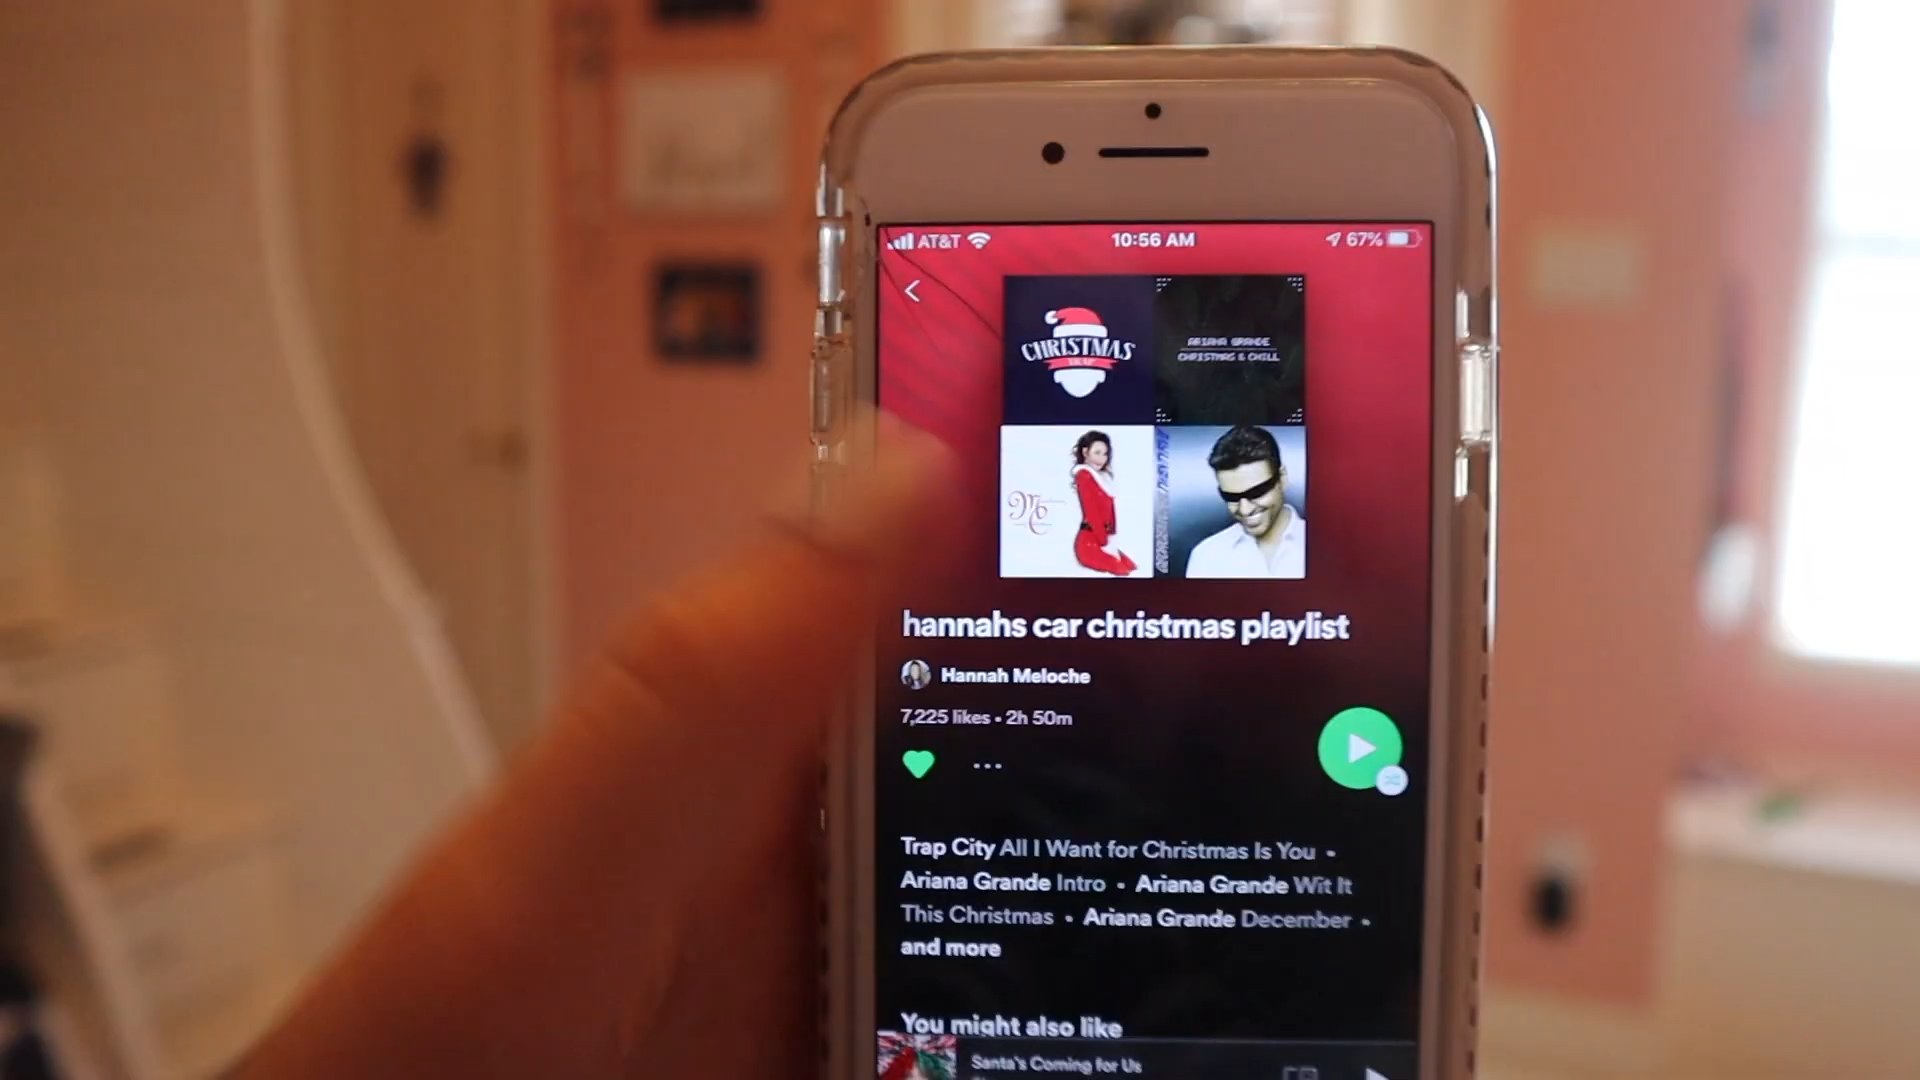 AT&T 10:56 AM 67%
CHRISTMAS
TRAP
ARIANA GRANDE
CHRISTMAS & CHILL
MC
hannahs car christmas playlist
Hannah Meloche
7,225 likes • 2h 50m
Trap City All I Want for Christmas Is You •
Ariana Grande Intro • Ariana Grande Wit It
This Christmas • Ariana Grande December •
and more
You might also like
Santa's Coming for Us